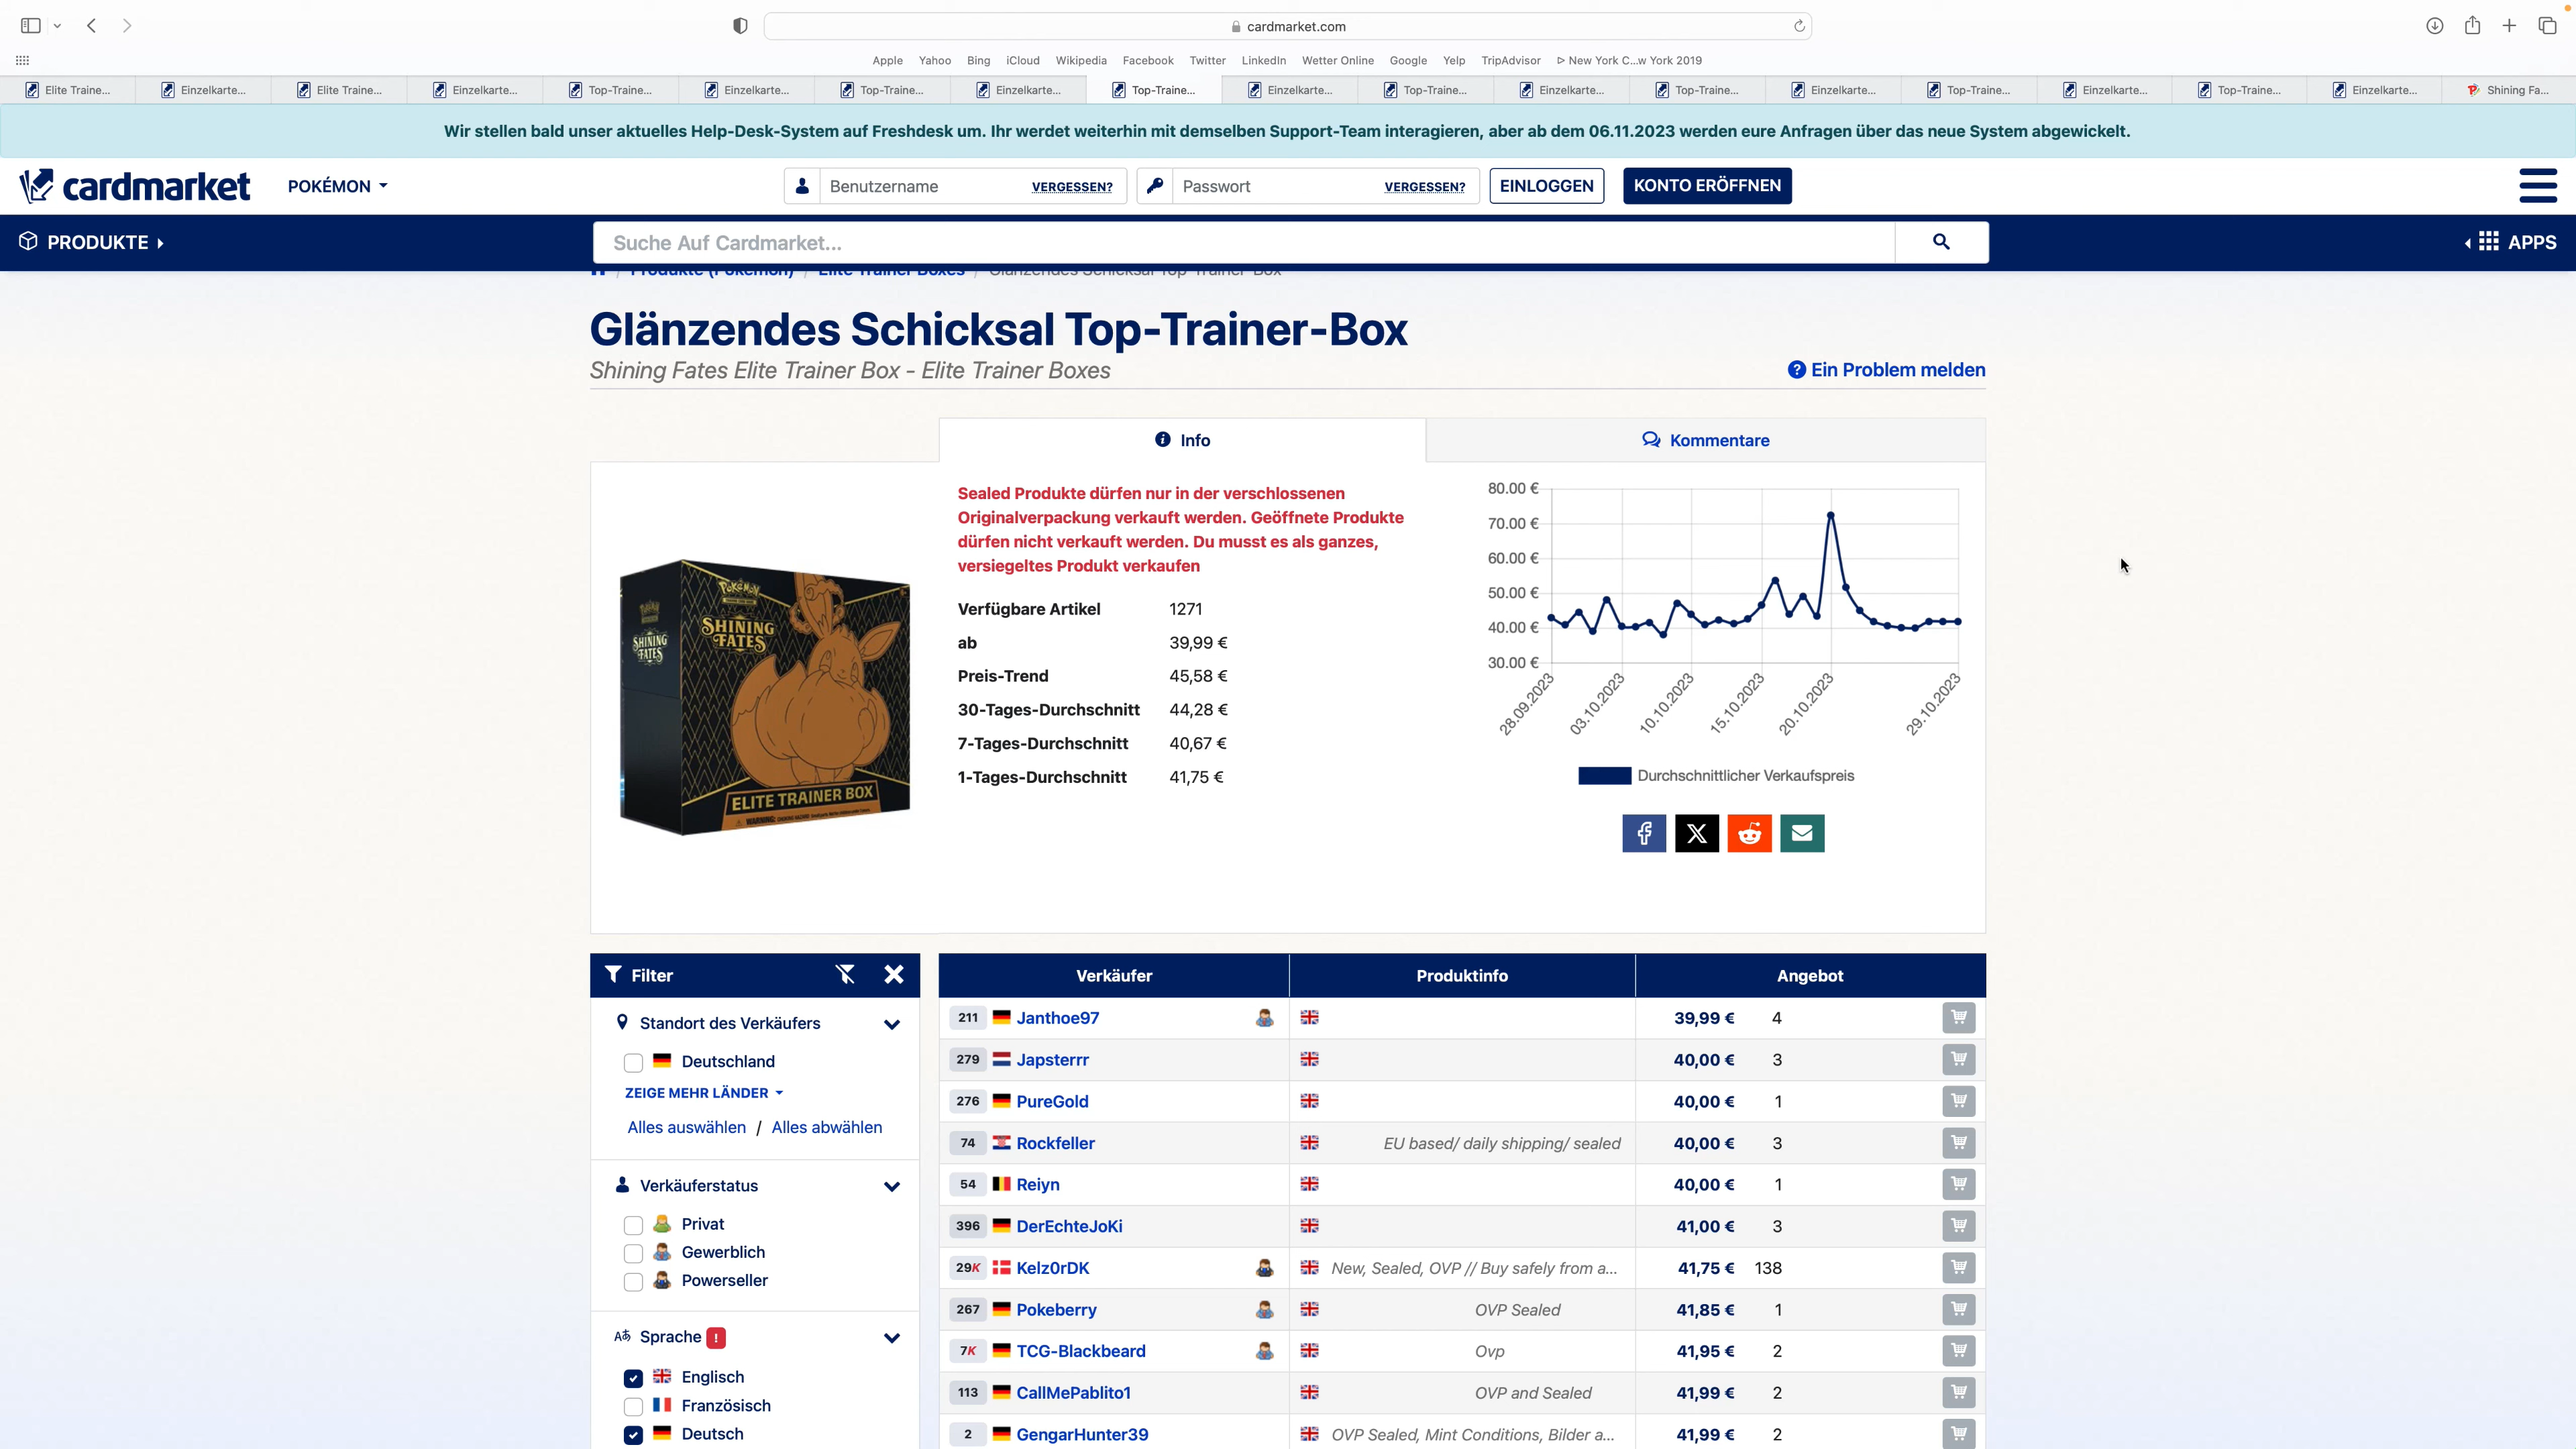 cardmarket.com
Apple Yahoo Bing iCloud Wikipedia Facebook Twitter LinkedIn Wetter Online Google Yelp TripAdvisor ᐅ New York C...w York 2019
Elite Traine... Einzelkarte... Elite Traine... Einzelkarte... Top-Traine... Einzelkarte... Top-Traine... Einzelkarte... Top-Traine... Einzelkarte... Top-Traine... Einzelkarte... Top-Traine... Einzelkarte... Top-Traine... Einzelkarte... Top-Traine... Einzelkarte... Shining Fa...
Wir stellen bald unser aktuelles Help-Desk-System auf Freshdesk um. Ihr werdet weiterhin mit demselben Support-Team interagieren, aber ab dem 06.11.2023 werden eure Anfragen über das neue System abgewickelt.
cardmarket POKÉMON Benutzername VERGESSEN? Passwort VERGESSEN? EINLOGGEN KONTO ERÖFFNEN
PRODUKTE Suche Auf Cardmarket... APPS
/ Produkte (Pokémon) / Elite Trainer Boxes / Glänzendes Schicksal Top-Trainer-Box
Glänzendes Schicksal Top-Trainer-Box
Shining Fates Elite Trainer Box - Elite Trainer Boxes
Ein Problem melden
Info
Kommentare
Sealed Produkte dürfen nur in der verschlossenen
Originalverpackung verkauft werden. Geöffnete Produkte
dürfen nicht verkauft werden. Du musst es als ganzes,
versiegeltes Produkt verkaufen
Verfügbare Artikel 1271
ab 39,99 €
Preis-Trend 45,58 €
30-Tages-Durchschnitt 44,28 €
7-Tages-Durchschnitt 40,67 €
1-Tages-Durchschnitt 41,75 €
POKÉMON
SHINING
FATES
POKÉMON
SHINING
FATES
ELITE TRAINER BOX
80.00 €
70.00 €
60.00 €
50.00 €
40.00 €
30.00 €
28.09.2023 03.10.2023 10.10.2023 15.10.2023 20.10.2023 29.10.2023
Durchschnittlicher Verkaufspreis
Filter
Standort des Verkäufers
Deutschland
ZEIGE MEHR LÄNDER
Alles auswählen / Alles abwählen
Verkäuferstatus
Privat
Gewerblich
Powerseller
Sprache !
Englisch
Französisch
Deutsch
Verkäufer Produktinfo Angebot
211 Janthoe97 39,99 € 4
279 Japsterrr 40,00 € 3
276 PureGold 40,00 € 1
74 Rockfeller EU based/ daily shipping/ sealed 40,00 € 3
54 Reiyn 40,00 € 1
396 DerEchteJoKi 41,00 € 3
29K Kelz0rDK New, Sealed, OVP // Buy safely from a... 41,75 € 138
267 Pokeberry OVP Sealed 41,85 € 1
7K TCG-Blackbeard Ovp 41,95 € 2
113 CallMePablito1 OVP and Sealed 41,99 € 2
2 GengarHunter39 OVP Sealed, Mint Conditions, Bilder a... 41,99 € 2